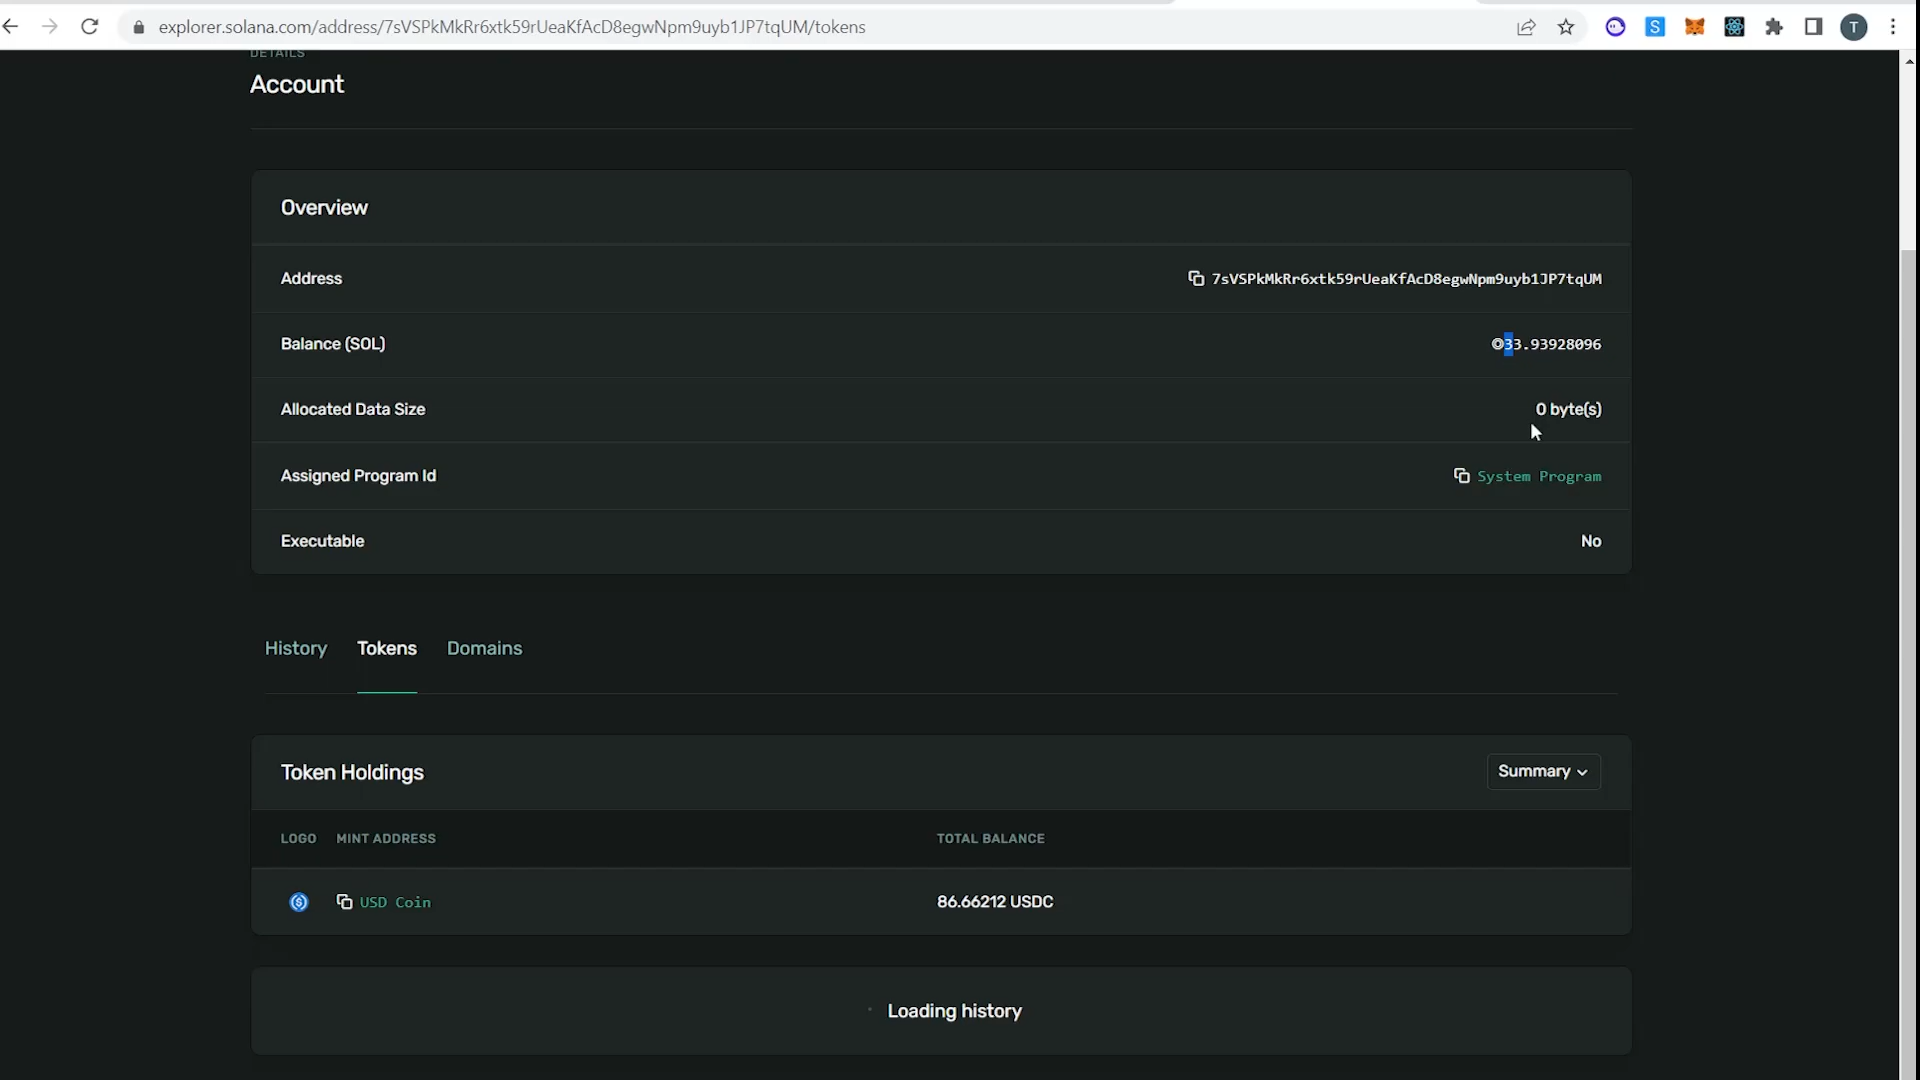 explorer.solana.com/address/7sVSPkMkRr6xtk59rUeaKfAcD8egwNpm9uyb1JP7tqUM/tokens
S
T
DETAILS
Account
Overview
Address 7sVSPkMkRr6xtk59rUeaKfAcD8egwNpm9uyb1JP7tqUM
Balance (SOL) ◎33.93928096
Allocated Data Size 0 byte(s)
Assigned Program Id System Program
Executable No
History Tokens Domains
Token Holdings Summary
LOGO MINT ADDRESS TOTAL BALANCE
USD Coin 86.66212 USDC
Loading history